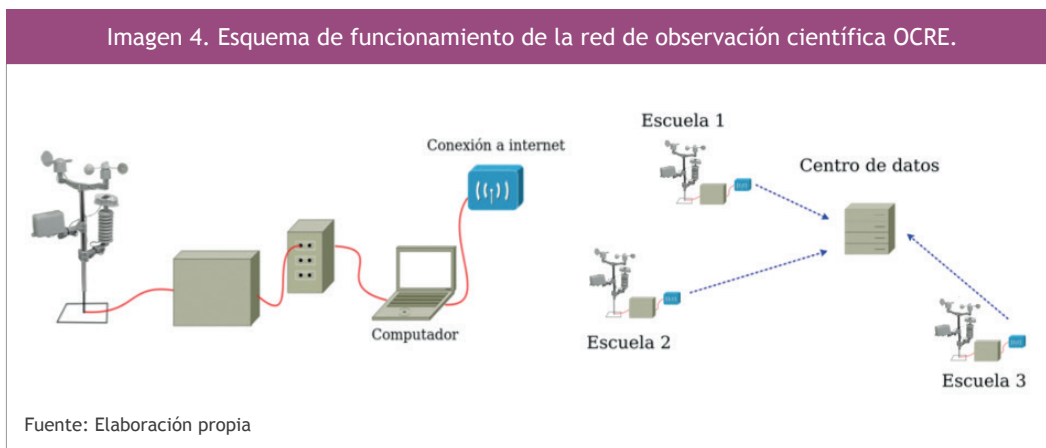 Imagen 4. Esquema de funcionamiento de la red de observación científica OCRE.
Conexión a internet
Computador
Escuela 1
Centro de datos
Escuela 2
Escuela 3
Fuente: Elaboración propia